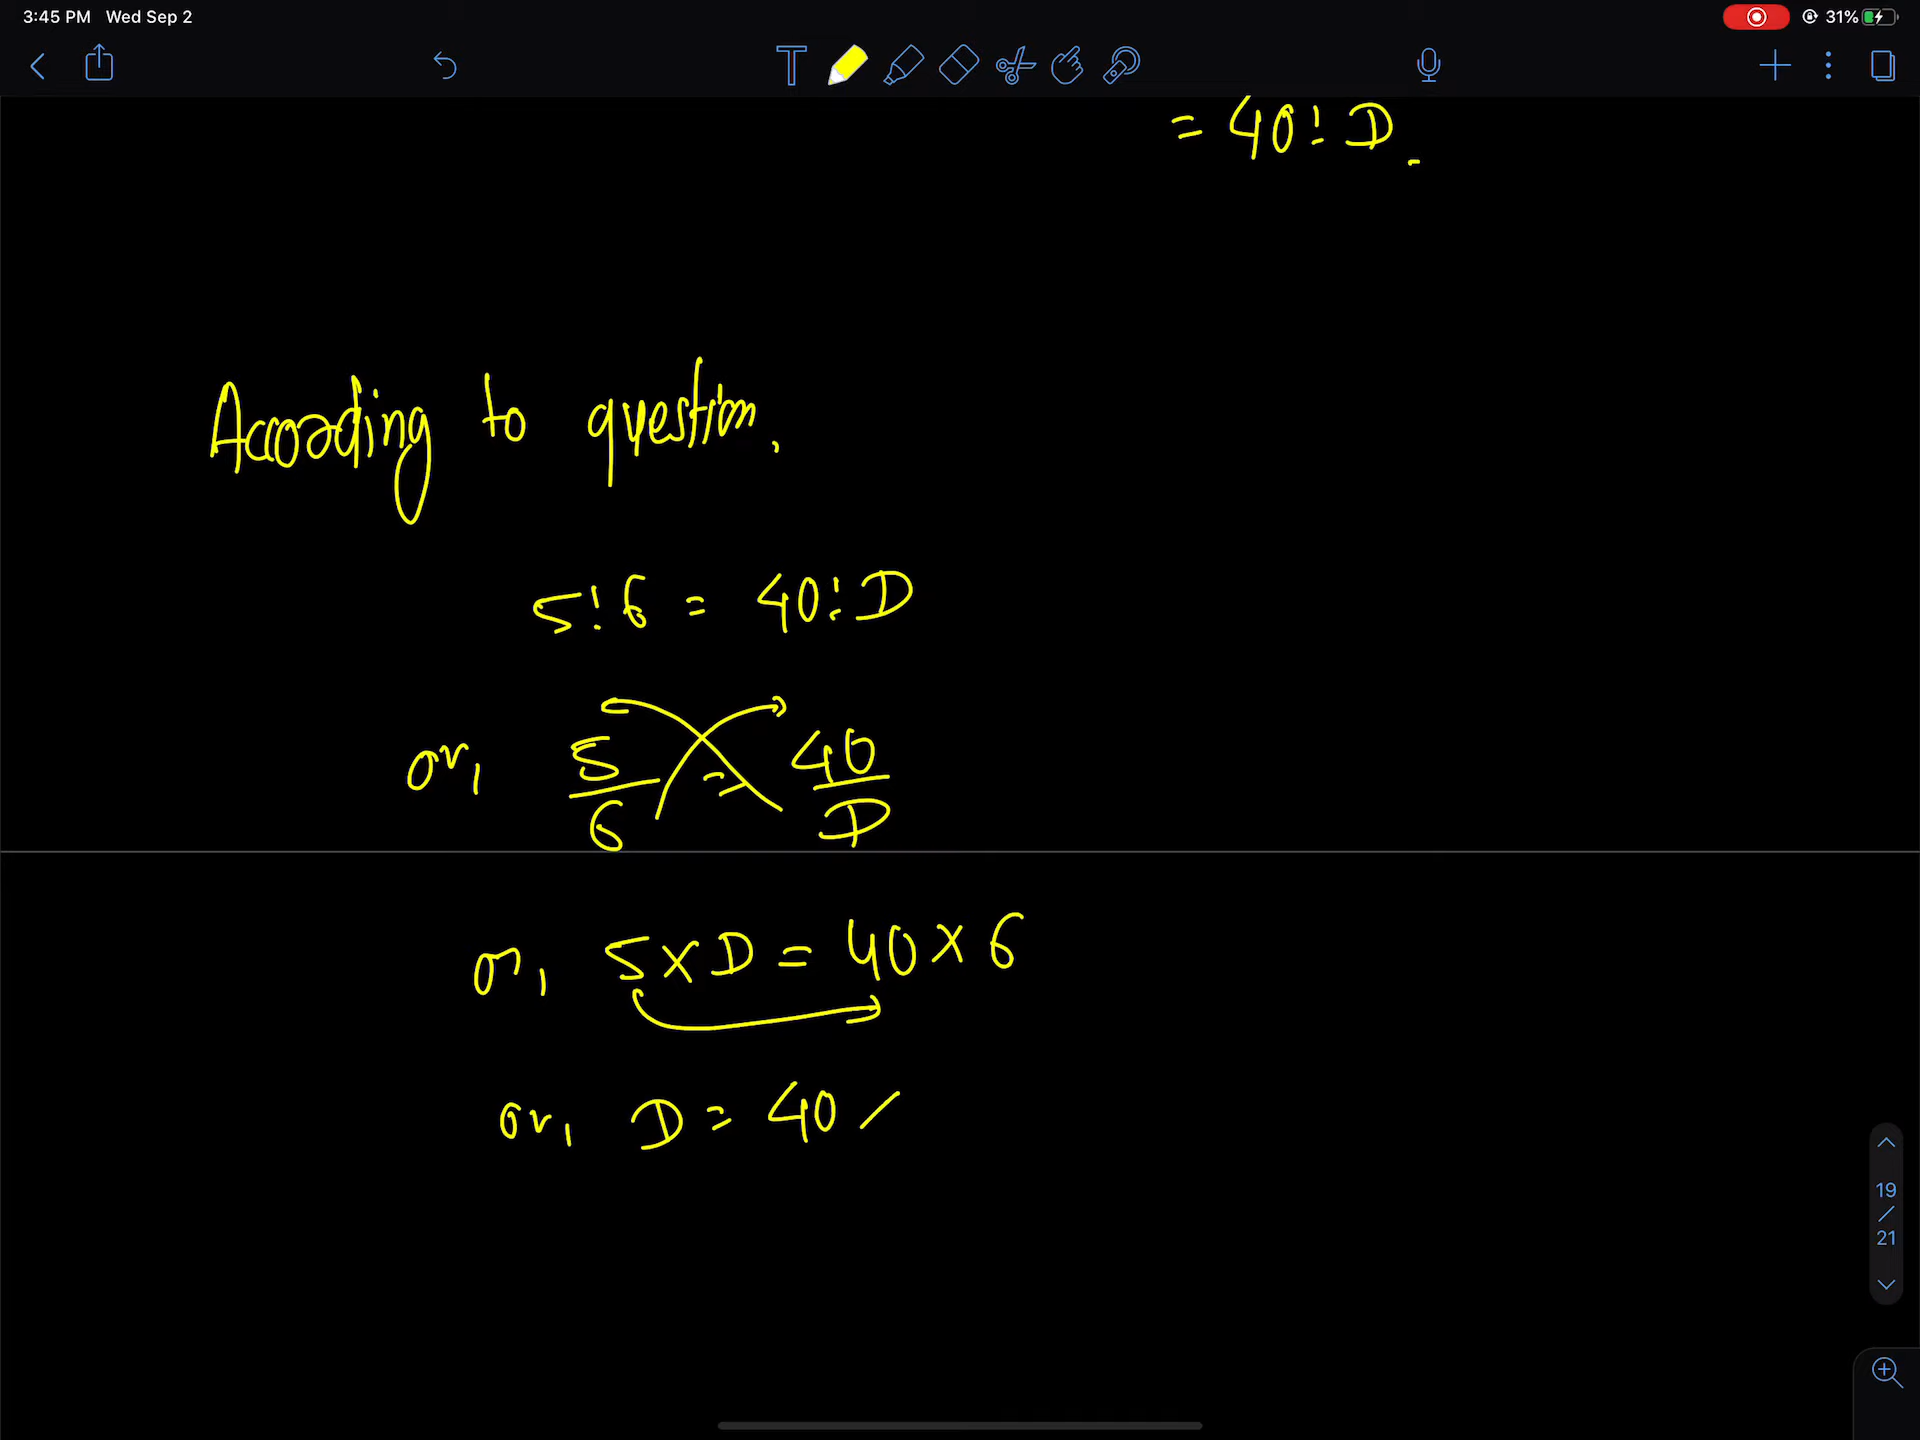 3:45 PM Wed Sep 2
31%
T
= 40 : D.
According to question,
5 : 6 = 40 : D
or, 5/6 = 40/D
or, 5 × D = 40 × 6
or, D = 40 /
19
/
21